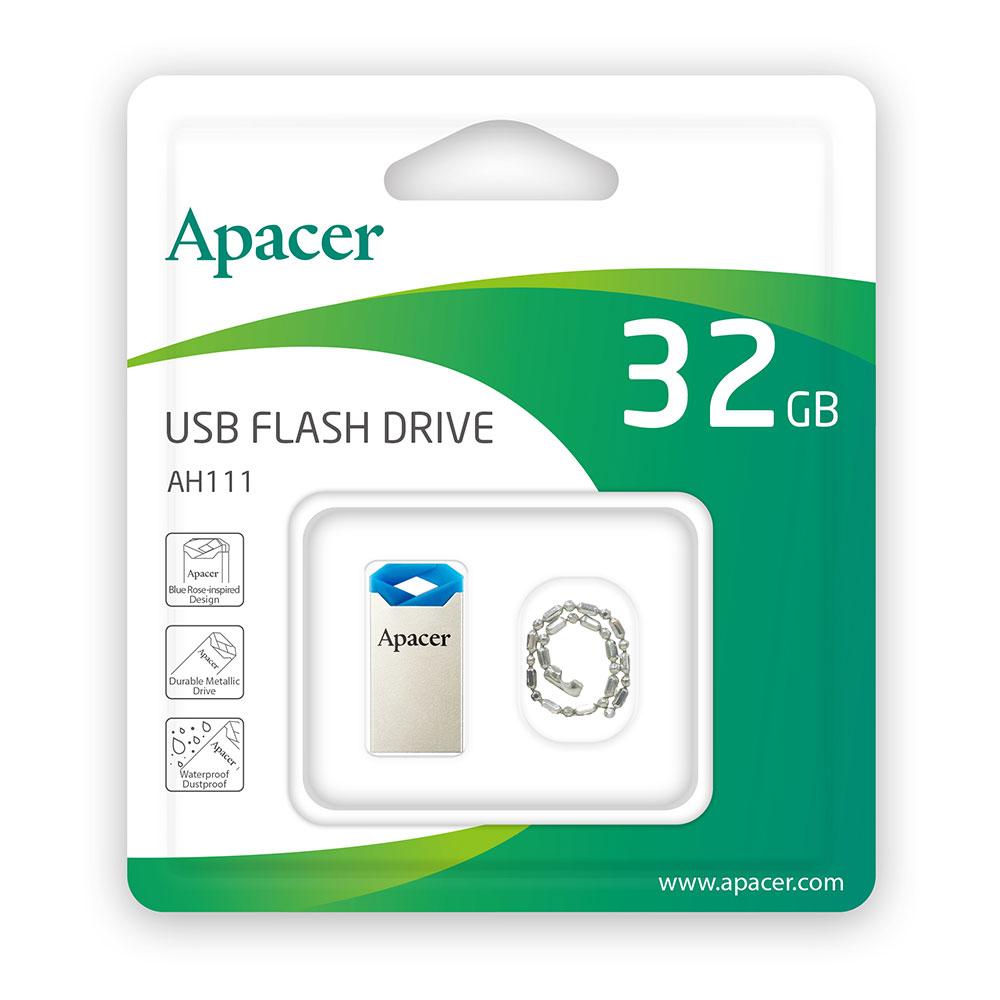 Apacer
32 GB
USB FLASH DRIVE
AH111
Apacer
Blue Rose-inspired
Design
Apacer
Durable Metallic
Drive
Apacer
Waterproof
Dustproof
Apacer
www.apacer.com